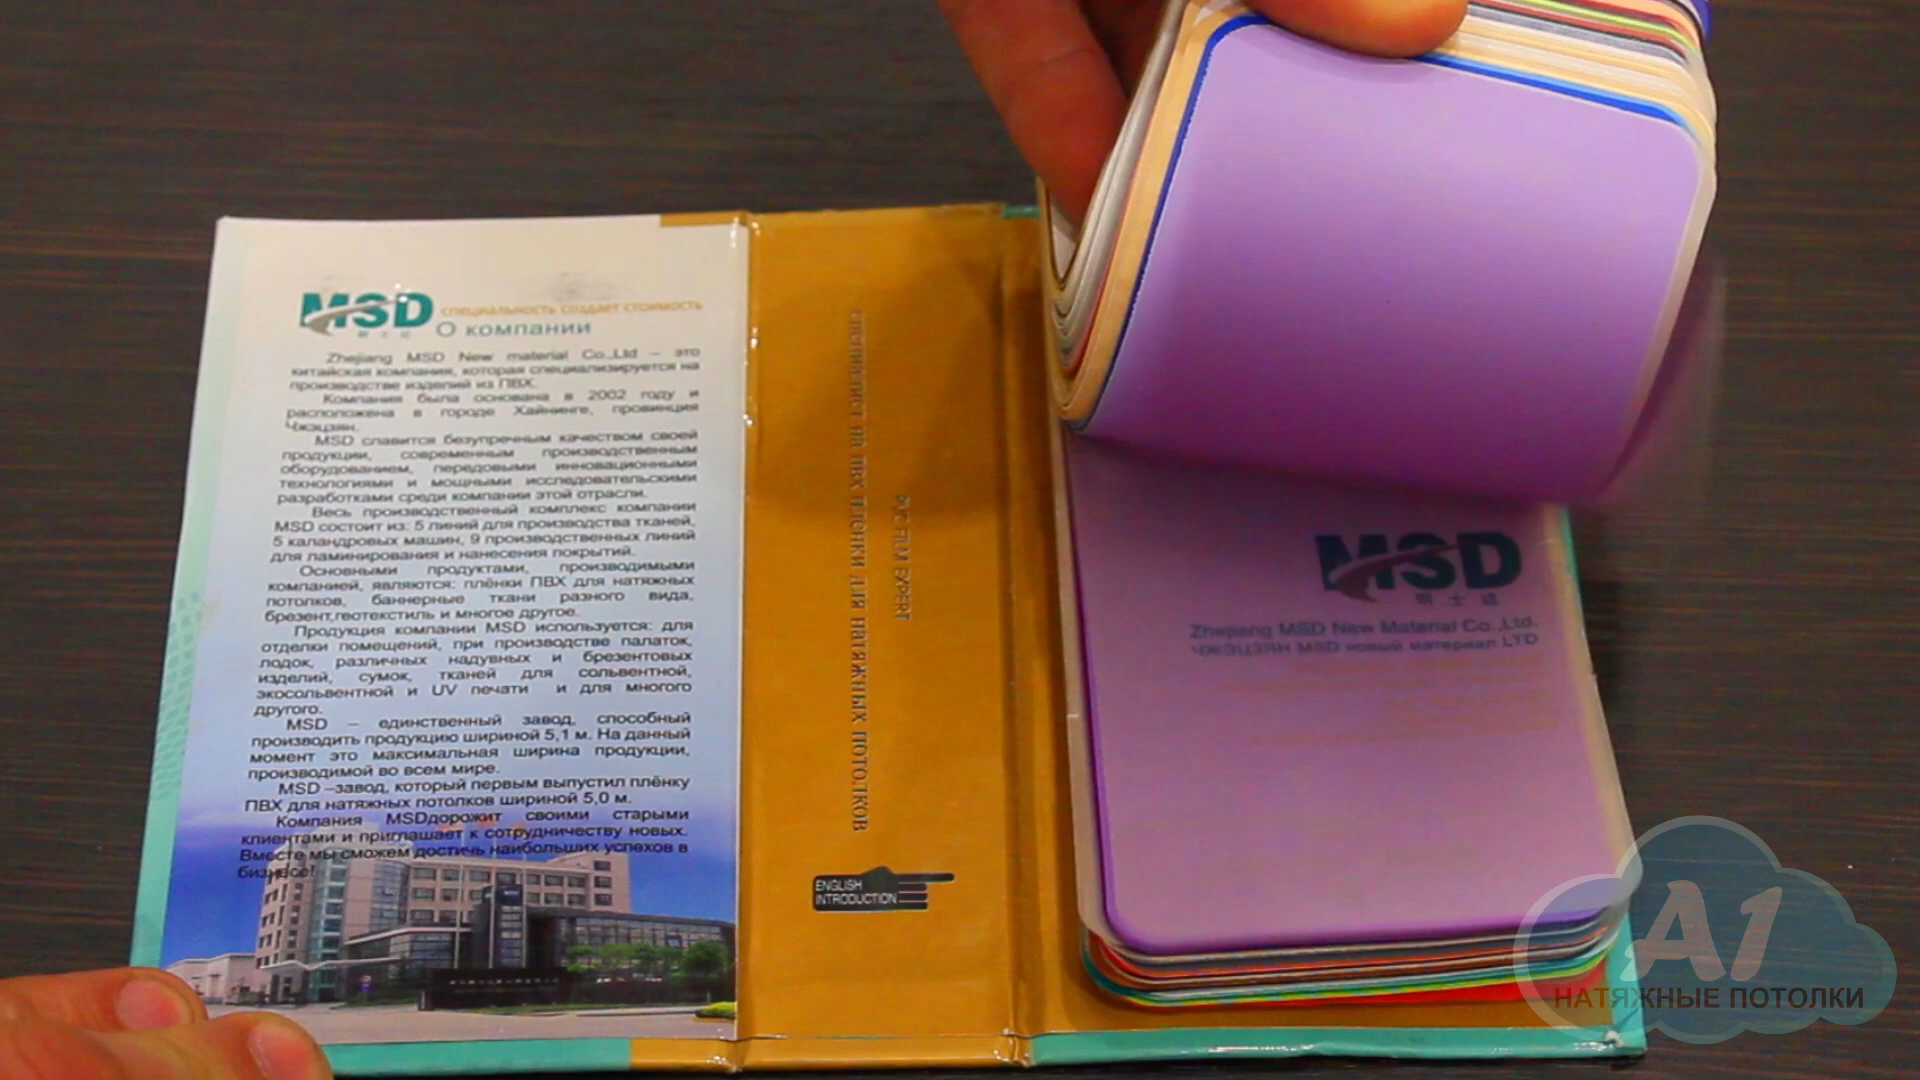 MSD
специальность создает стоимость
О компании
Zhejiang MSD New material Co.,Ltd – это
китайская компания, которая специализируется на
производстве изделий из ПВХ.
Компания была основана в 2002 году и
расположена в городе Хайнинге, провинция
Чжэцзян.
MSD славится безупречным качеством своей
продукции, современным производственным
оборудованием, передовыми инновационными
технологиями и мощными исследовательскими
разработками среди компании этой отрасли.
Весь производственный комплекс компании
MSD состоит из: 5 линий для производства тканей,
5 каландровых машин, 9 производственных линий
для ламинирования и нанесения покрытий.
Основными продуктами, производимыми
компанией, являются: плёнки ПВХ для натяжных
потолков, баннерные ткани разного вида,
брезент,геотекстиль и многое другое.
Продукция компании MSD используется: для
отделки помещений, при производстве палаток,
лодок, различных надувных и брезентовых
изделий, сумок, тканей для сольвентной,
экосольвентной и UV печати и для многого
другого.
MSD – единственный завод, способный
производить продукцию шириной 5,1 м. На данный
момент это максимальная ширина продукции,
производимой во всем мире.
MSD –завод, который первым выпустил плёнку
ПВХ для натяжных потолков шириной 5,0 м.
Компания MSDдорожит своими старыми
клиентами и приглашает к сотрудничеству новых.
Вместе мы сможем достичь наибольших успехов в
бизнесе!
специалист на пвх пленки для натяжных потолков
PVC FILM EXPERT
ENGLISH
INTRODUCTION
MSD
明 士 达
Zhejiang MSD New Material Co.,Ltd.
ЧЖЭЦЗЯН MSD новый материал LTD
A1
НАТЯЖНЫЕ ПОТОЛКИ